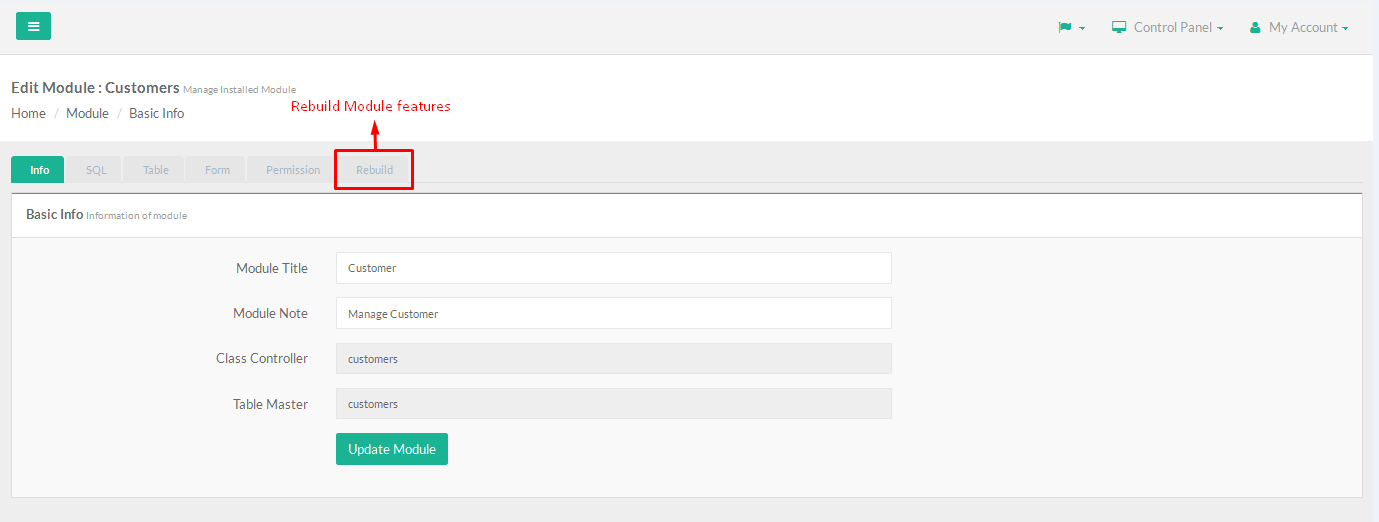 Control Panel
My Account
Edit Module : Customers Manage Installed Module
Rebuild Module features
Home / Module / Basic Info
Info SQL Table Form Permission Rebuild
Basic Info Information of module
Module Title Customer
Module Note Manage Customer
Class Controller customers
Table Master customers
Update Module